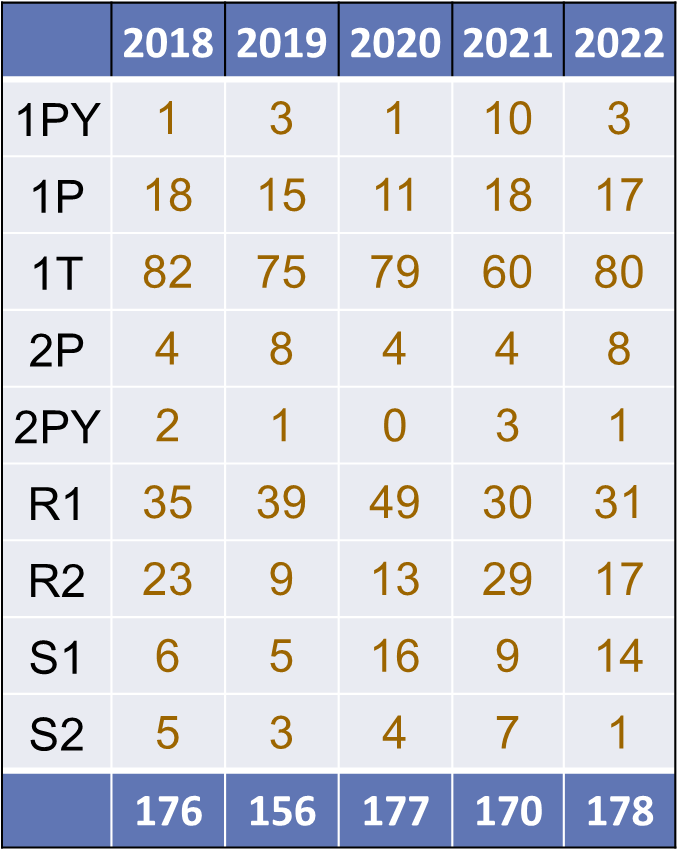 2018 2019 2020 2021 2022
1PY 1 3 1 10 3
1P 18 15 11 18 17
1T 82 75 79 60 80
2P 4 8 4 4 8
2PY 2 1 0 3 1
R1 35 39 49 30 31
R2 23 9 13 29 17
S1 6 5 16 9 14
S2 5 3 4 7 1
176 156 177 170 178